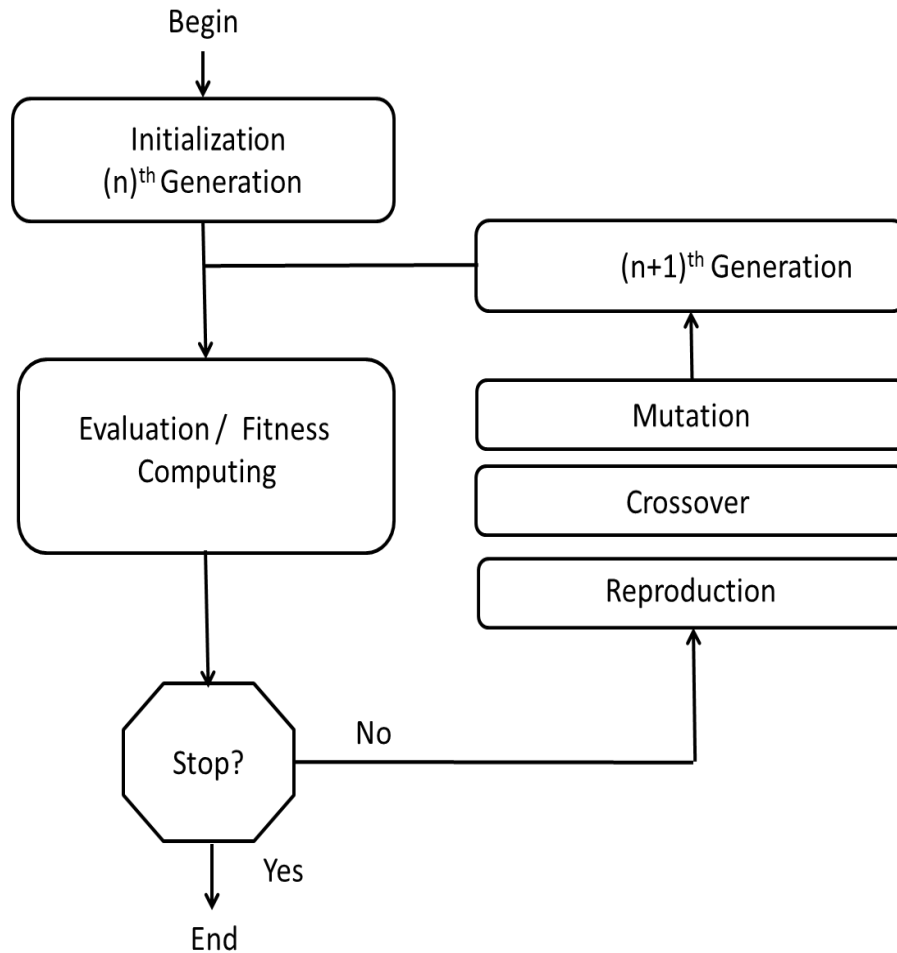 Begin
Initialization
(n)th Generation
(n+1)th Generation
Evaluation / Fitness
Computing
Mutation
Crossover
Reproduction
Stop?
No
Yes
End